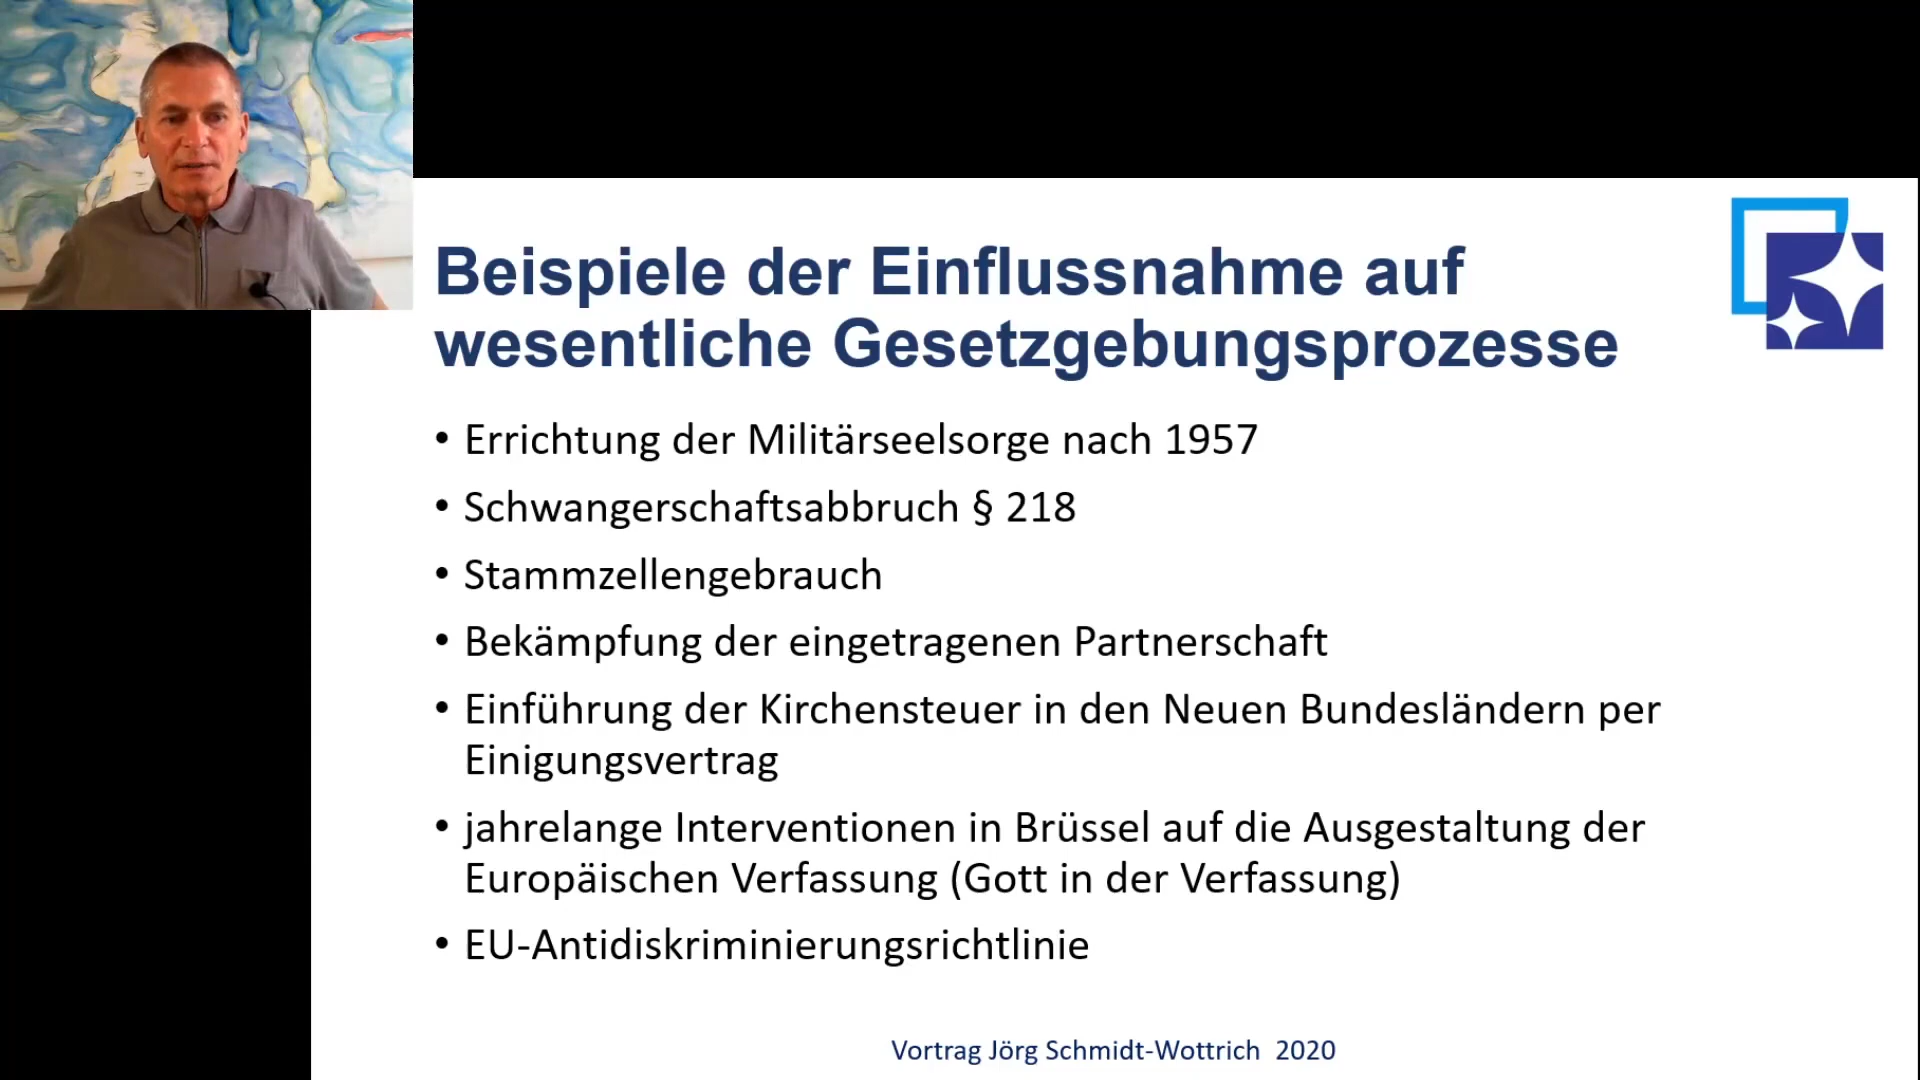 Beispiele der Einflussnahme auf
wesentliche Gesetzgebungsprozesse
• Errichtung der Militärseelsorge nach 1957
• Schwangerschaftsabbruch § 218
• Stammzellengebrauch
• Bekämpfung der eingetragenen Partnerschaft
• Einführung der Kirchensteuer in den Neuen Bundesländern per
Einigungsvertrag
• jahrelange Interventionen in Brüssel auf die Ausgestaltung der
Europäischen Verfassung (Gott in der Verfassung)
• EU-Antidiskriminierungsrichtlinie
Vortrag Jörg Schmidt-Wottrich 2020